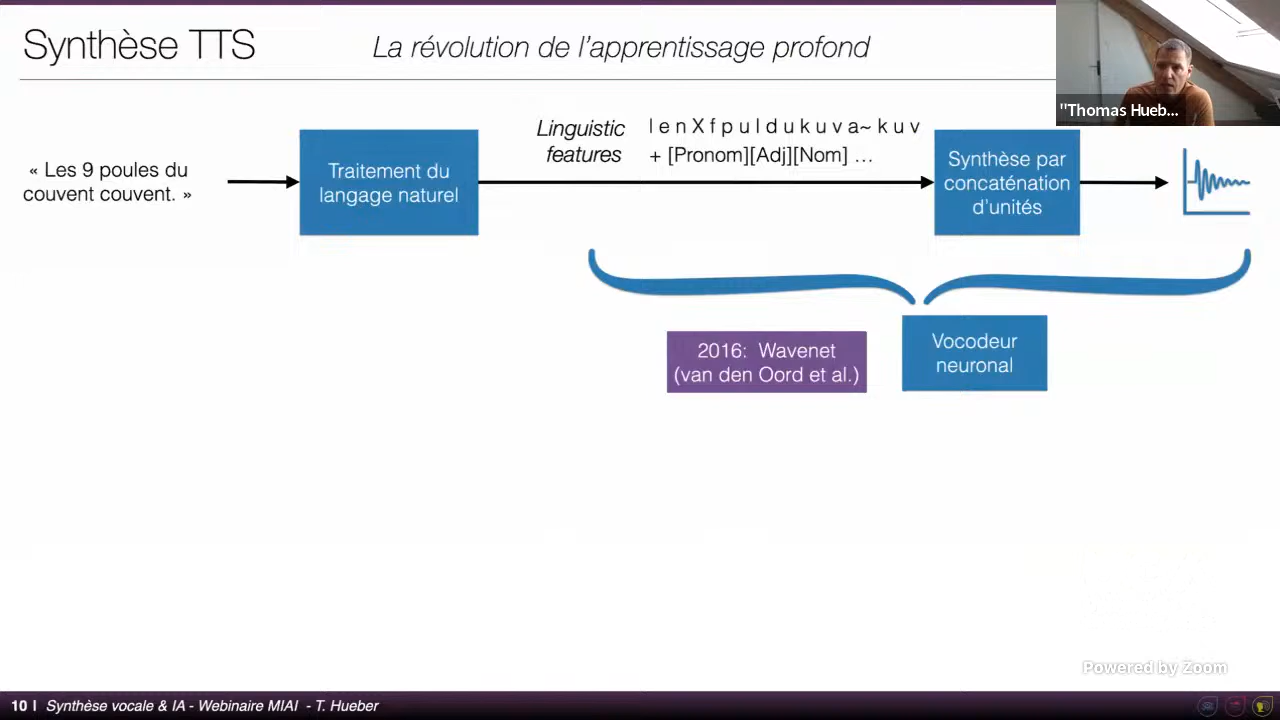 Synthèse TTS
La révolution de l'apprentissage profond
"Thomas Hueb...
« Les 9 poules du
couvent couvent. »
Traitement du
langage naturel
Linguistic
features
l e n X f p u l d u k u v a~ k u v
+ [Pronom][Adj][Nom] …
Synthèse par
concaténation
d'unités
2016: Wavenet
(van den Oord et al.)
Vocodeur
neuronal
Powered by Zoom
10 | Synthèse vocale & IA - Webinaire MIAI - T. Hueber